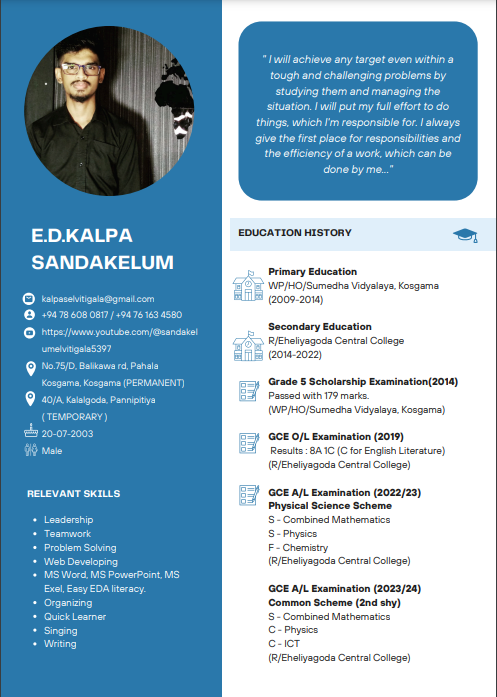 " I will achieve any target even within a
tough and challenging problems by
studying them and managing the
situation. I will put my full effort to do
things, which I'm responsible for. I always
give the first place for responsibilities and
the efficiency of a work, which can be
done by me..."
E.D.KALPA
SANDAKELUM
kalpaselvitigala@gmail.com
+94 78 608 0817 / +94 76 163 4580
https://www.youtube.com/@sandakel
umelvitigala5397
No.75/D, Balikawa rd, Pahala
Kosgama, Kosgama (PERMANENT)
40/A, Kalalgoda, Pannipitiya
( TEMPORARY )
20-07-2003
Male
RELEVANT SKILLS
• Leadership
• Teamwork
• Problem Solving
• Web Developing
• MS Word, MS PowerPoint, MS
Exel, Easy EDA literacy.
• Organizing
• Quick Learner
• Singing
• Writing
EDUCATION HISTORY
Primary Education
WP/HO/Sumedha Vidyalaya, Kosgama
(2009-2014)
Secondary Education
R/Eheliyagoda Central College
(2014-2022)
Grade 5 Scholarship Examination(2014)
Passed with 179 marks.
(WP/HO/Sumedha Vidyalaya, Kosgama)
GCE O/L Examination (2019)
Results : 8A 1C (C for English Literature)
(R/Eheliyagoda Central College)
GCE A/L Examination (2022/23)
Physical Science Scheme
S - Combined Mathematics
S - Physics
F - Chemistry
(R/Eheliyagoda Central College)
GCE A/L Examination (2023/24)
Common Scheme (2nd shy)
S - Combined Mathematics
C - Physics
C - ICT
(R/Eheliyagoda Central College)